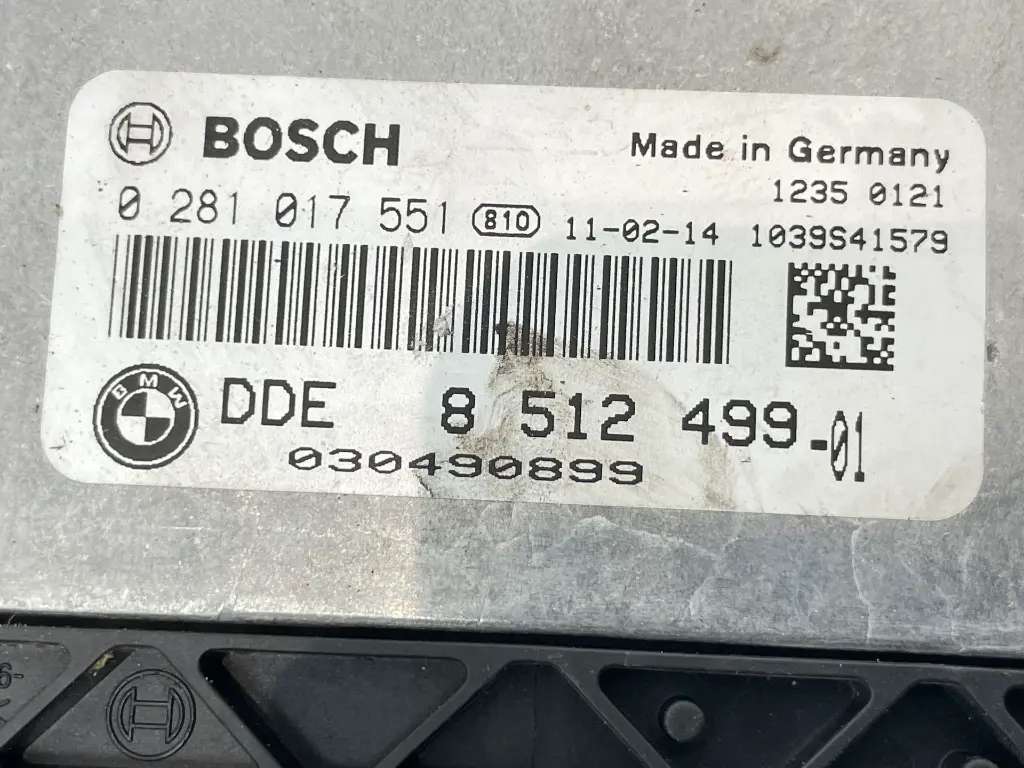 BOSCH
Made in Germany
1235 0121
0 281 017 551 810 11-02-14 1039S41579
BMW DDE 8 512 499-01
030490899